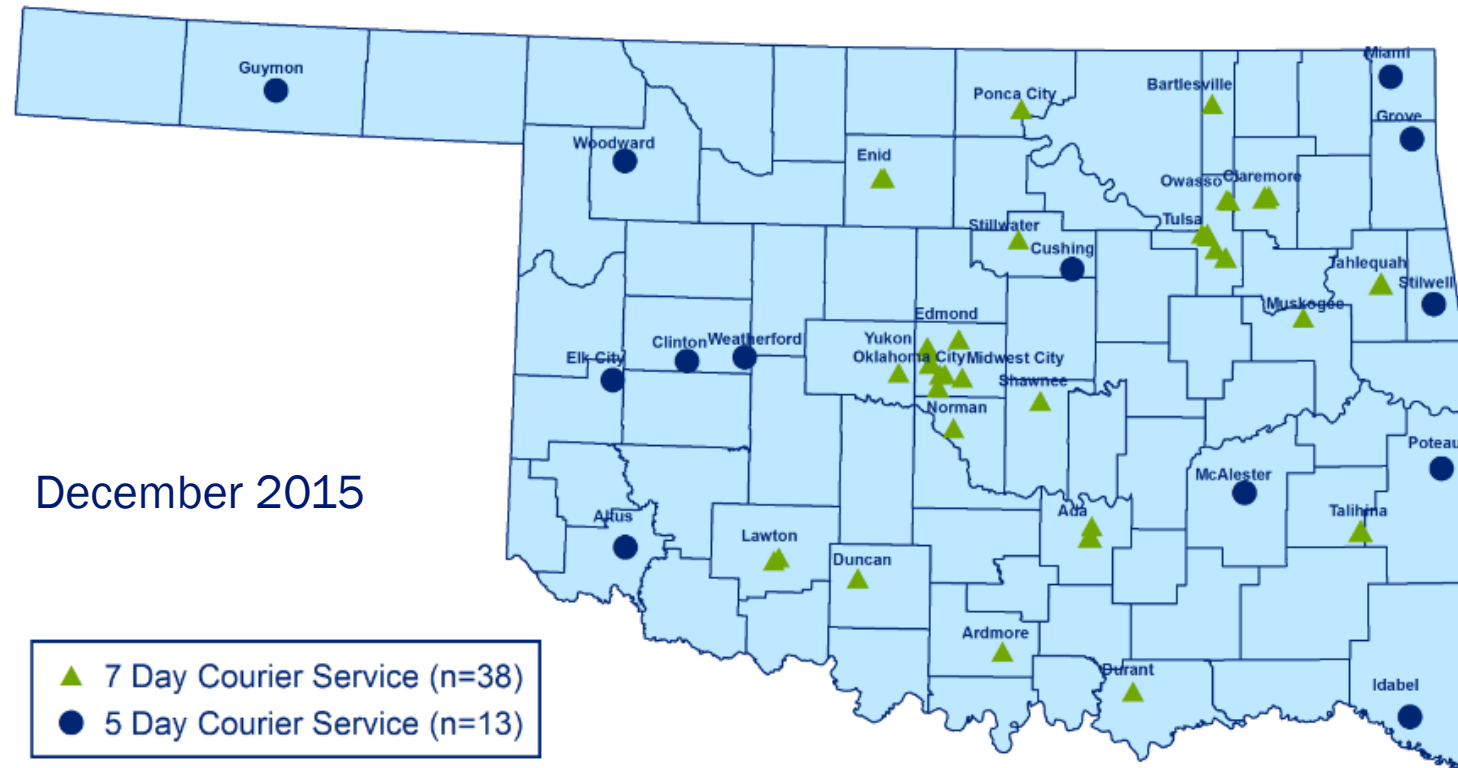 Guymon
Miami
Bartlesville
Ponca City
Grove
Woodward
Enid
Owasso
Claremore
Tulsa
Stillwater
Cushing
Tahlequah
Stilwell
Muskogee
Edmond
Yukon
Clinton
Weatherford
Elk City
Oklahoma City
Midwest City
Shawnee
Norman
Poteau
McAlester
December 2015
Altus
Ada
Talihina
Lawton
Duncan
Ardmore
Durant
Idabel
7 Day Courier Service (n=38)
5 Day Courier Service (n=13)